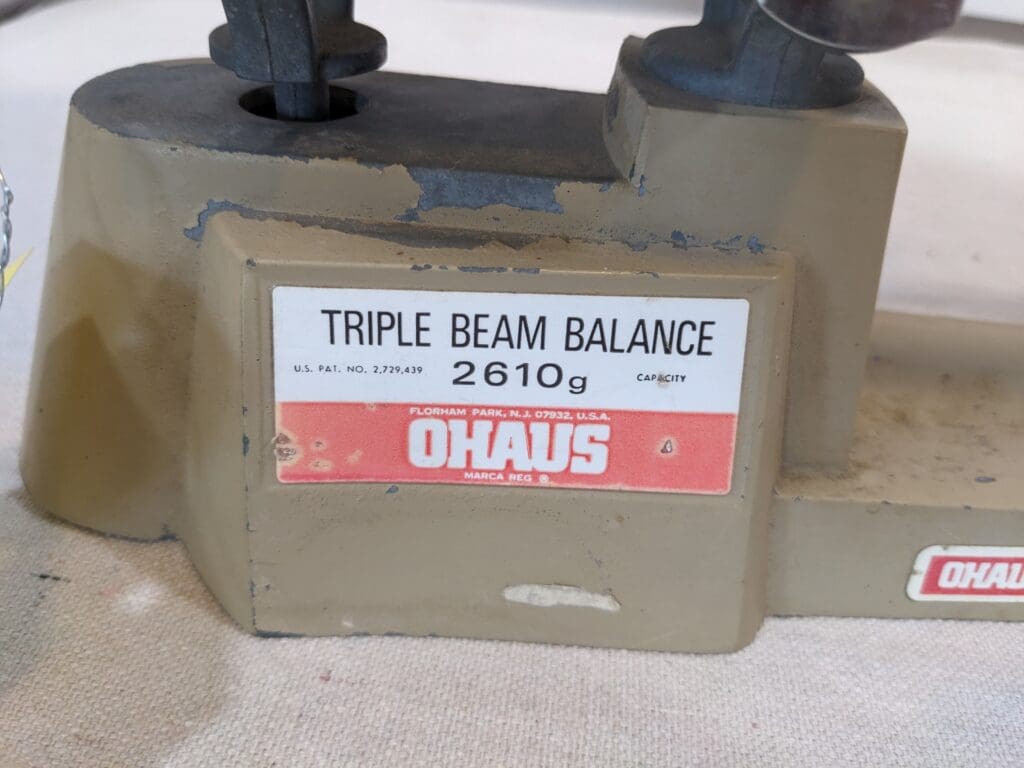 TRIPLE BEAM BALANCE
U.S. PAT. NO. 2,729,439 2610g CAPACITY
FLORHAM PARK, N.J. 07932, U.S.A.
OHAUS
MARCA REG ®
OHAU